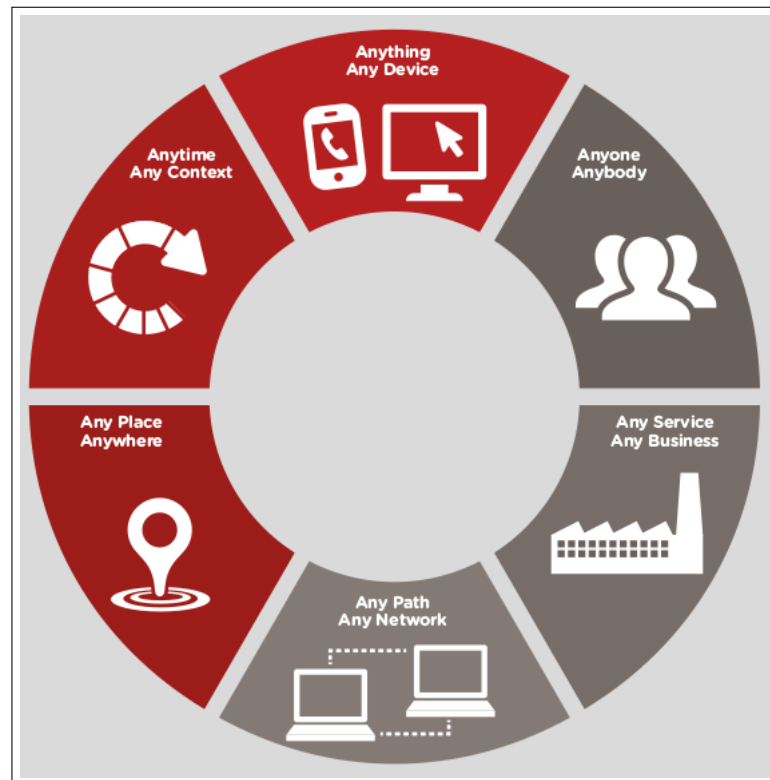 Anything
Any Device
Anyone
Anybody
Any Service
Any Business
Any Path
Any Network
Any Place
Anywhere
Anytime
Any Context